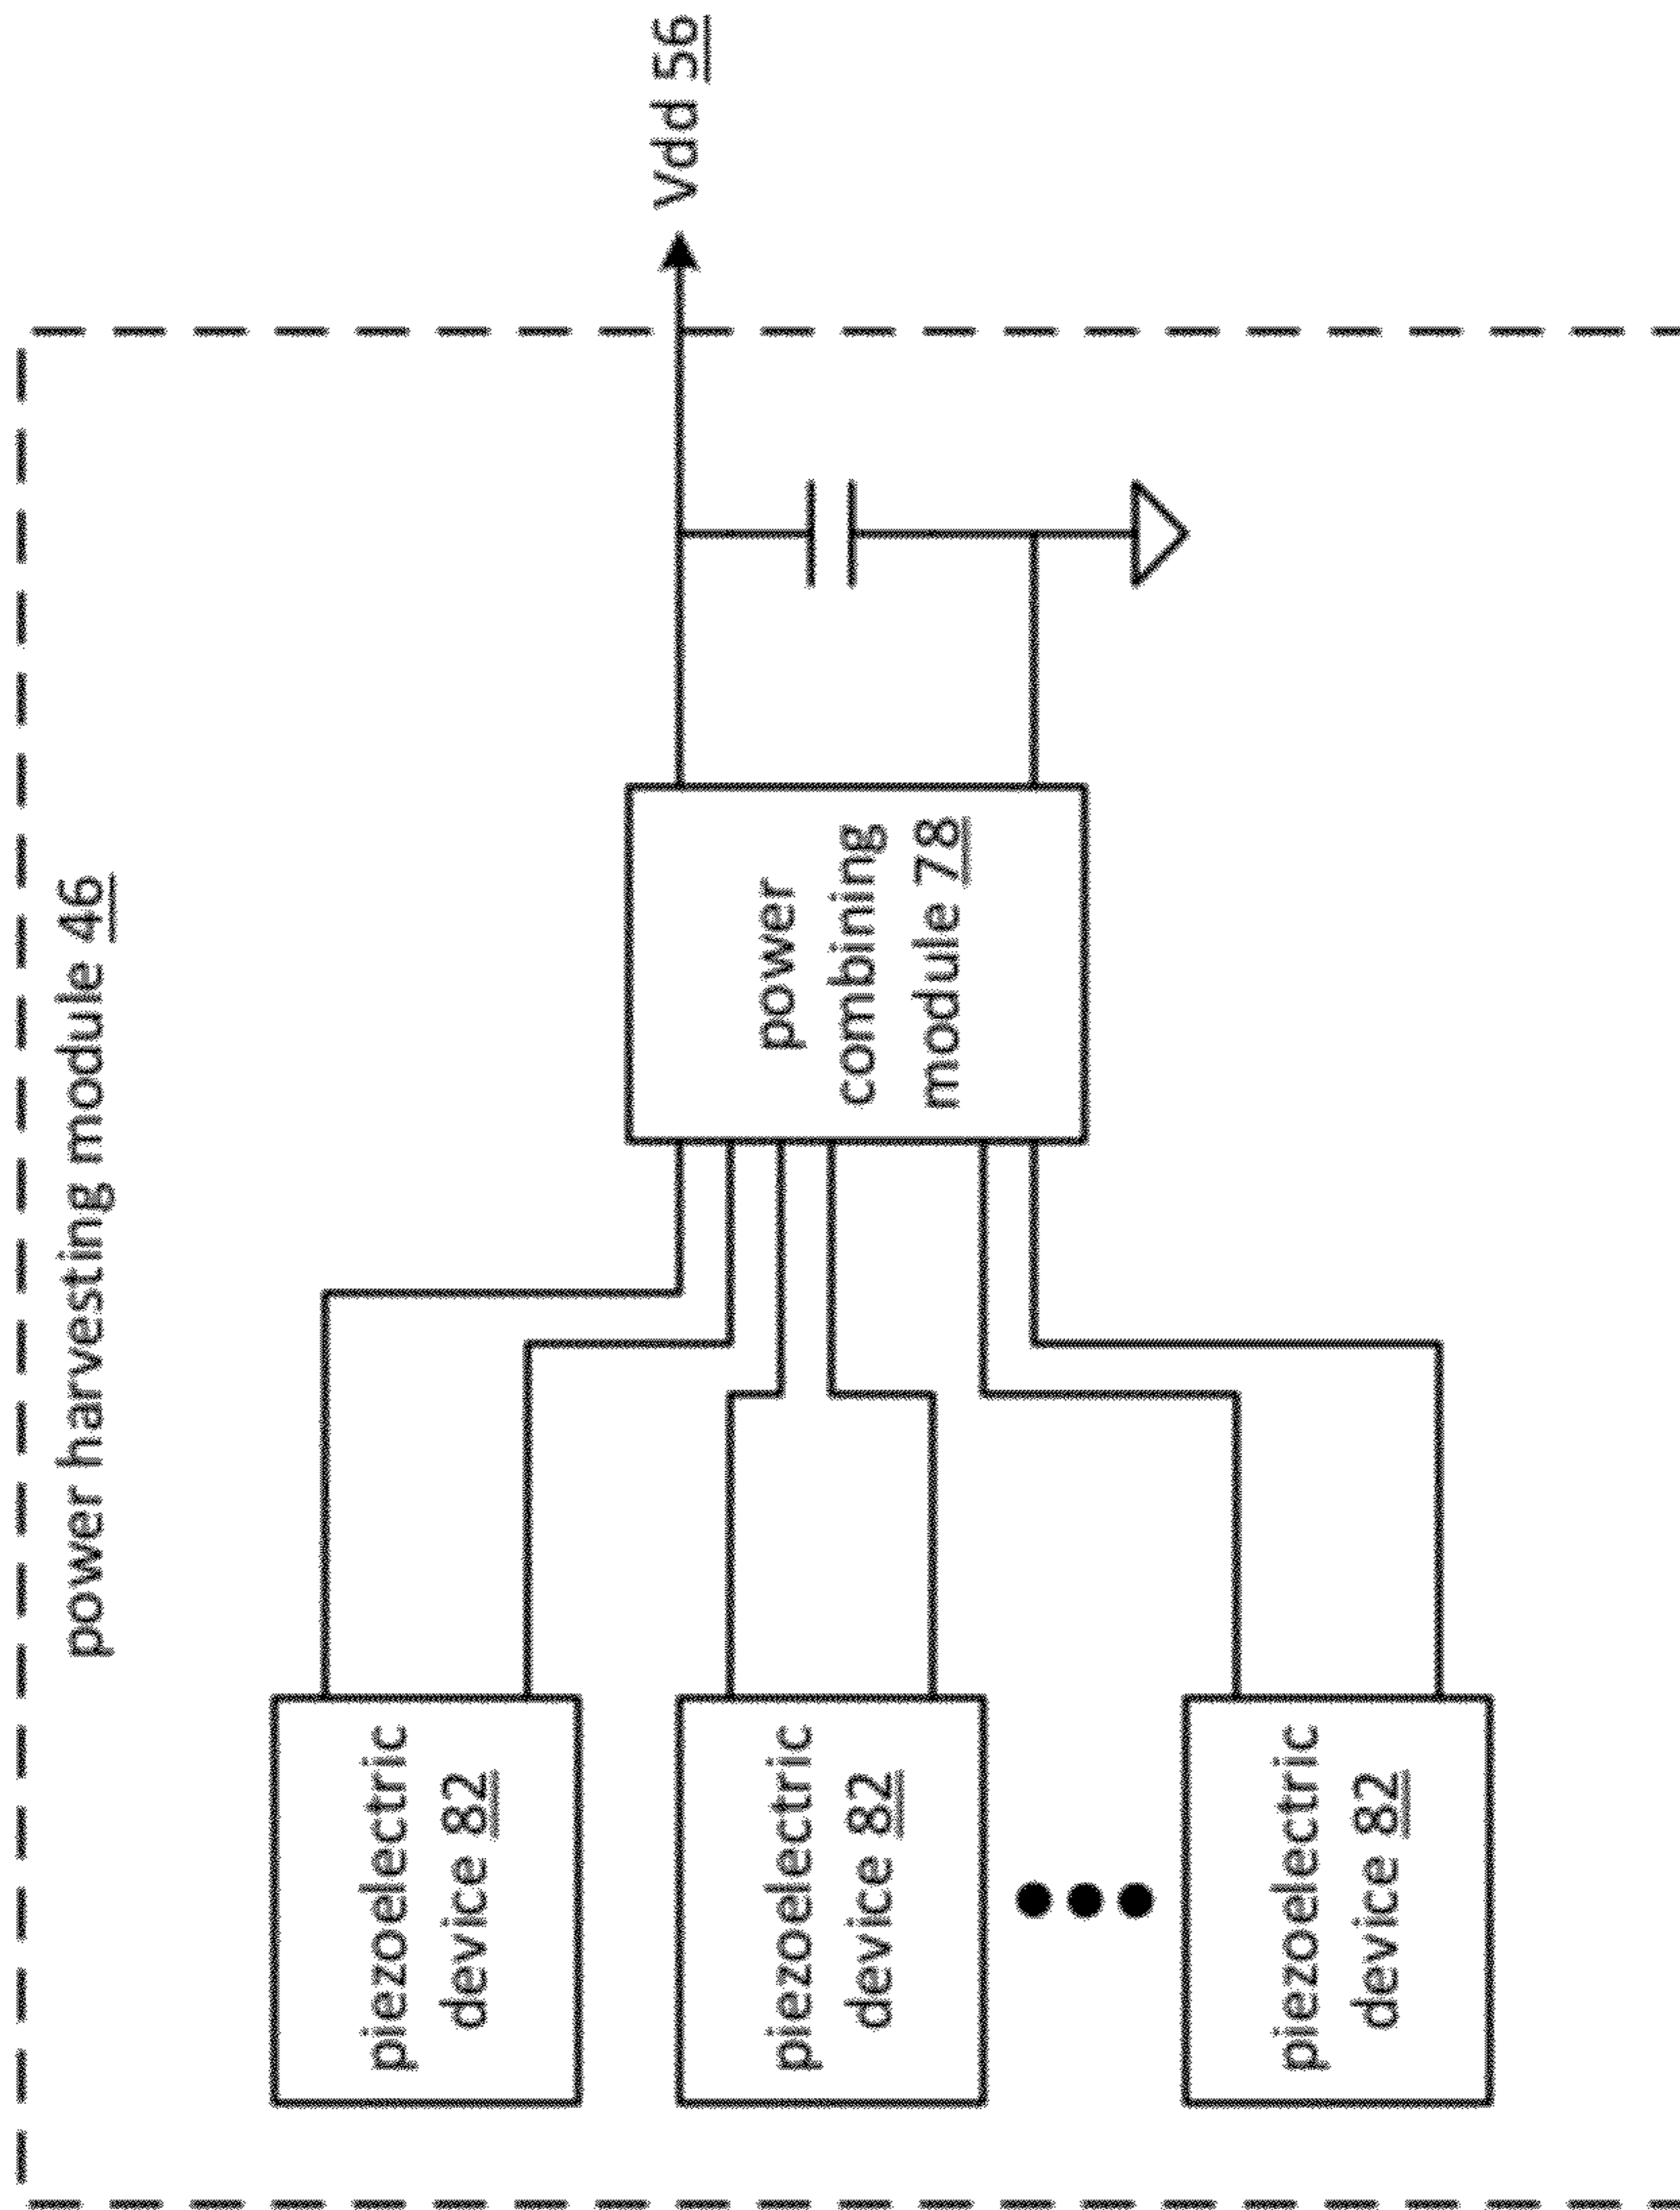 power harvesting module 46
piezoelectric
device 82
piezoelectric
device 82
piezoelectric
device 82
power
combining
module 78
Vdd 56